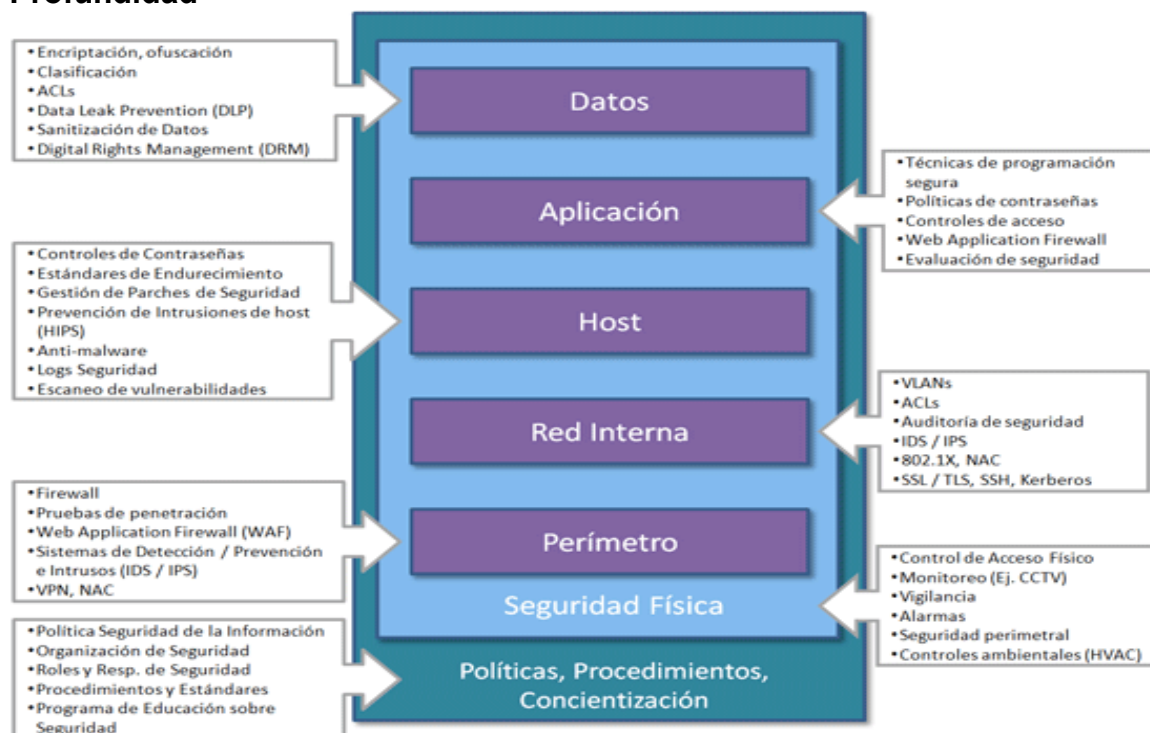 Profundidad
• Encriptación, ofuscación
• Clasificación
• ACLs
• Data Leak Prevention (DLP)
• Sanitización de Datos
• Digital Rights Management (DRM)
Datos
• Técnicas de programación
segura
• Políticas de contraseñas
• Controles de acceso
• Web Application Firewall
• Evaluación de seguridad
Aplicación
• Controles de Contraseñas
• Estándares de Endurecimiento
• Gestión de Parches de Seguridad
• Prevención de Intrusiones de host
(HIPS)
• Anti-malware
• Logs Seguridad
• Escaneo de vulnerabilidades
Host
• VLANs
• ACLs
• Auditoría de seguridad
• IDS / IPS
• 802.1X, NAC
• SSL / TLS, SSH, Kerberos
Red Interna
• Firewall
• Pruebas de penetración
• Web Application Firewall (WAF)
• Sistemas de Detección / Prevención
e Intrusos (IDS / IPS)
• VPN, NAC
Perímetro
• Control de Acceso Físico
• Monitoreo (Ej. CCTV)
• Vigilancia
• Alarmas
• Seguridad perimetral
• Controles ambientales (HVAC)
Seguridad Física
• Política Seguridad de la Información
• Organización de Seguridad
• Roles y Resp. de Seguridad
• Procedimientos y Estándares
• Programa de Educación sobre
Seguridad
Políticas, Procedimientos,
Concientización